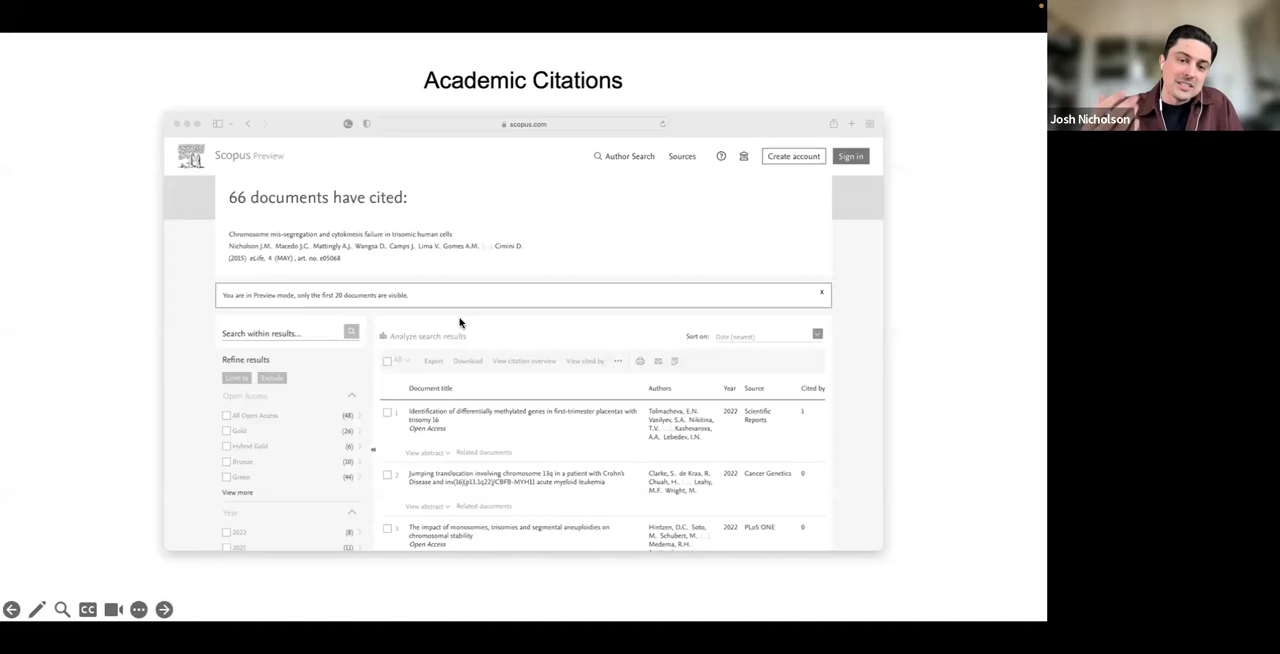 Academic Citations
scopus.com
Scopus Preview
Author Search
Sources
Create account
Sign in
66 documents have cited:
Chromosome mis-segregation and cytokinesis failure in trisomic human cells
Nicholson J.M., Macedo J.C., Mattingly A.J., Wangsa D., Camps J., Lima V., Gomes A.M., (...), Cimini D.
(2015) eLife, 4 (MAY), art. no. e05068
You are in Preview mode, only the first 20 documents are visible.
x
Search within results...
Analyze search results
Sort on:
Date (newest)
Refine results
Limit to
Exclude
Open Access
All Open Access (48)
Gold (26)
Hybrid Gold (6)
Bronze (10)
Green (44)
View more
Year
2022 (8)
2021 (11)
All
Export
Download
View citation overview
View cited by
Document title
Authors
Year
Source
Cited by
1
Identification of differentially methylated genes in first-trimester placentas with
trisomy 16
Open Access
Tolmacheva, E.N.
Vasilyev, S.A., Nikitina,
T.V. Kashevarova,
A.A., Lebedev, I.N.
2022
Scientific
Reports
1
View abstract
Related documents
2
Jumping translocation involving chromosome 13q in a patient with Crohn's
Disease and inv(16)(p13.1q22)/CBFB-MYH11 acute myeloid leukemia
Clarke, S., de Kraa, R.
Chuah, H., Leahy,
M.F., Wright, M.
2022
Cancer Genetics
0
View abstract
Related documents
3
The impact of monosomies, trisomies and segmental aneuploidies on
chromosomal stability
Open Access
Hintzen, D.C., Soto,
M., Schubert, M.
Medema, R.H.
2022
PLoS ONE
0
CC
Josh Nicholson